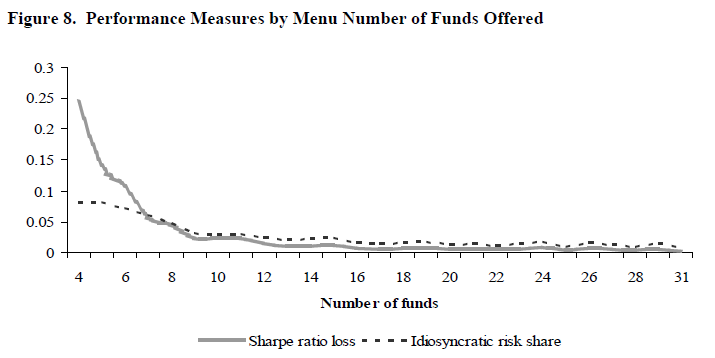 Figure 8. Performance Measures by Menu Number of Funds Offered
0.3
0.25
0.2
0.15
0.1
0.05
0
4 6 8 10 12 14 16 18 20 22 24 26 28 31
Number of funds
Sharpe ratio loss Idiosyncratic risk share